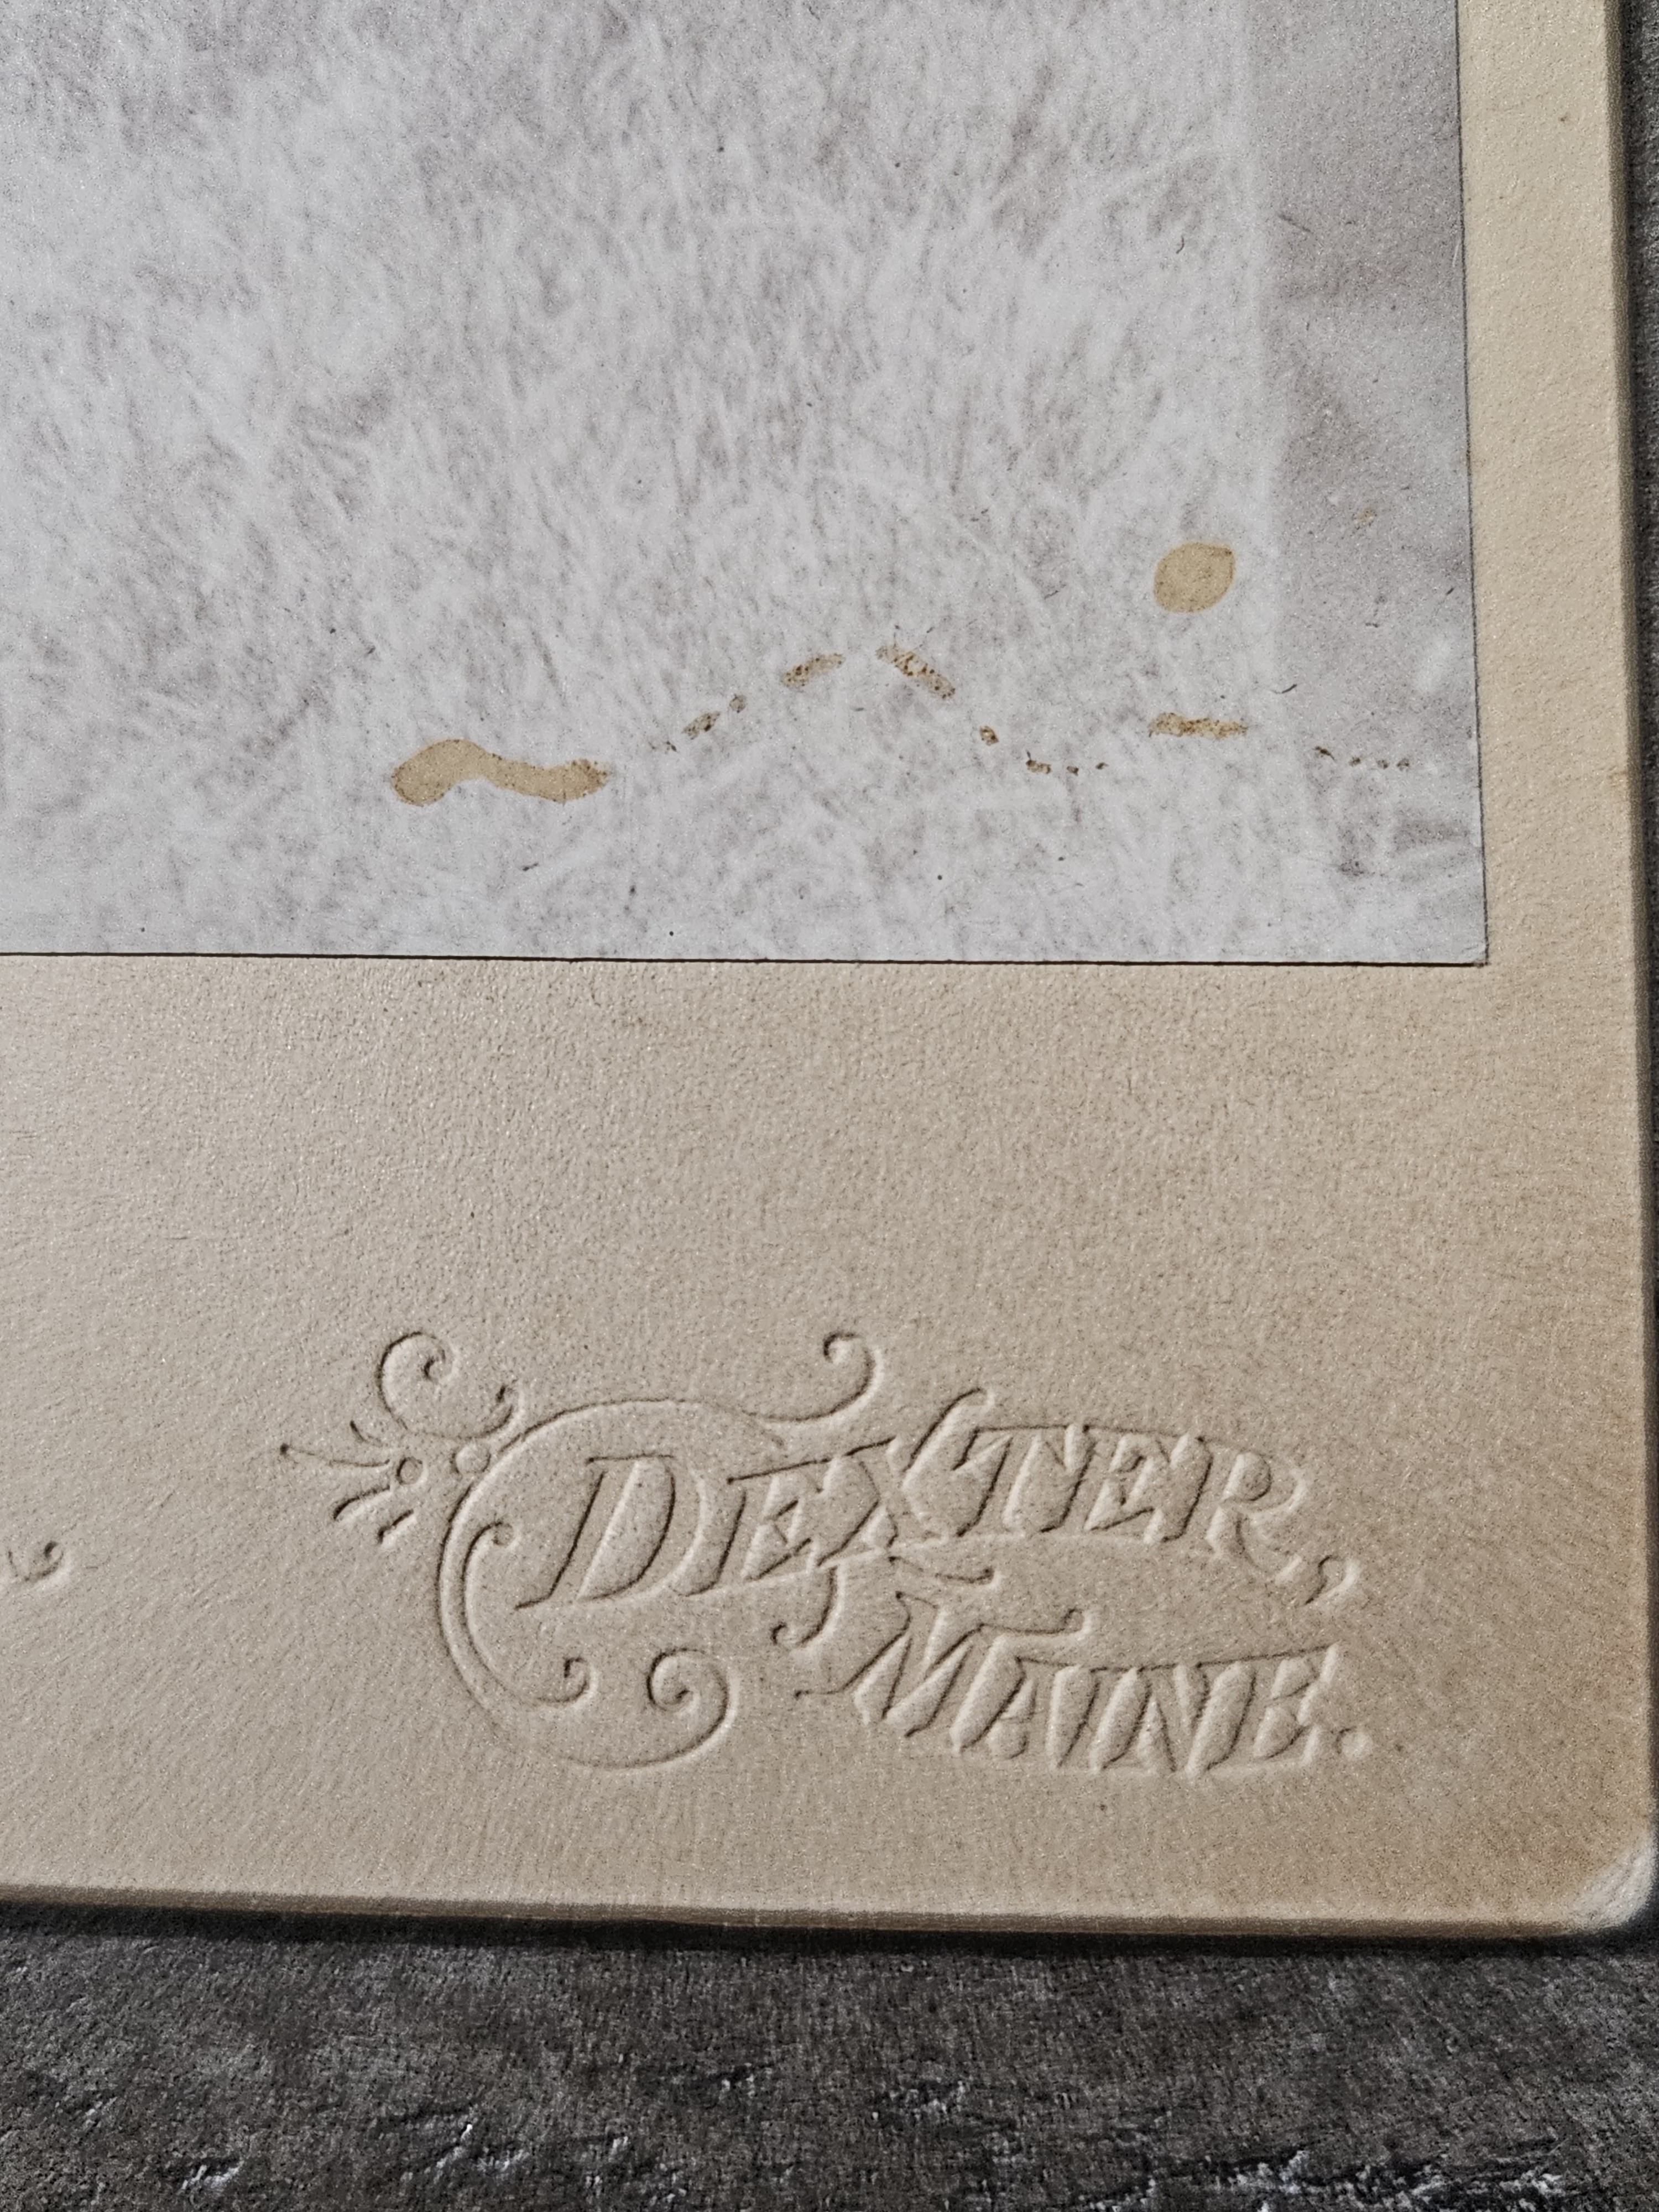 DEXTER,
MAINE.